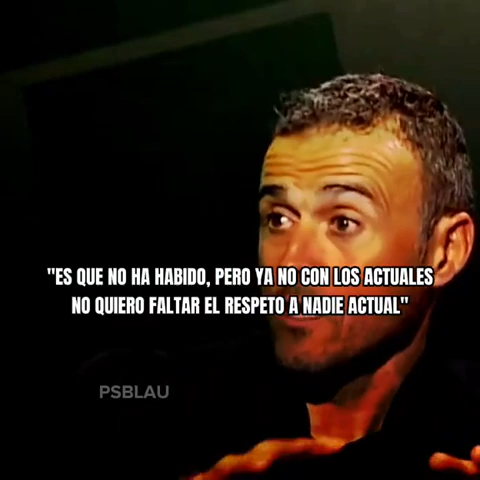 "ES QUE NO HA HABIDO, PERO YA NO CON LOS ACTUALES
NO QUIERO FALTAR EL RESPETO A NADIE ACTUAL"
PSBLAU